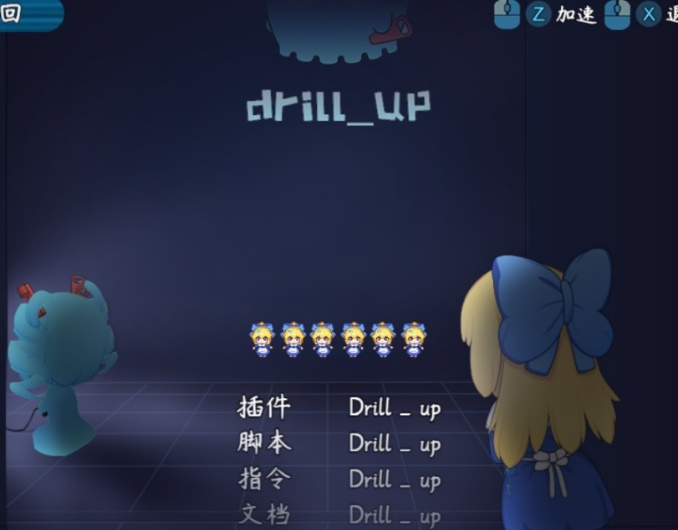 回
Z 加速 X 退
drill_up
插件 Drill _ up
脚本 Drill _ up
指令 Drill _ up
文档 Drill _ up